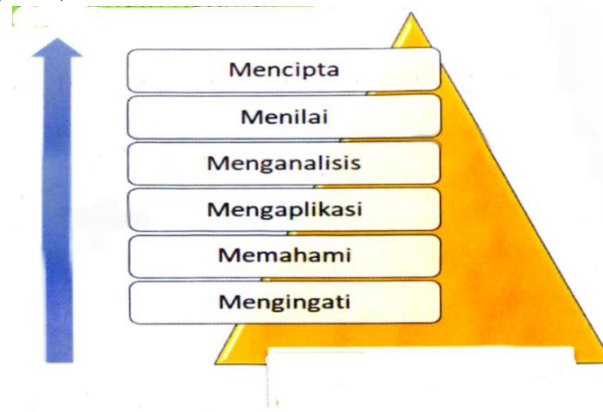 Mencipta
Menilai
Menganalisis
Mengaplikasi
Memahami
Mengingati